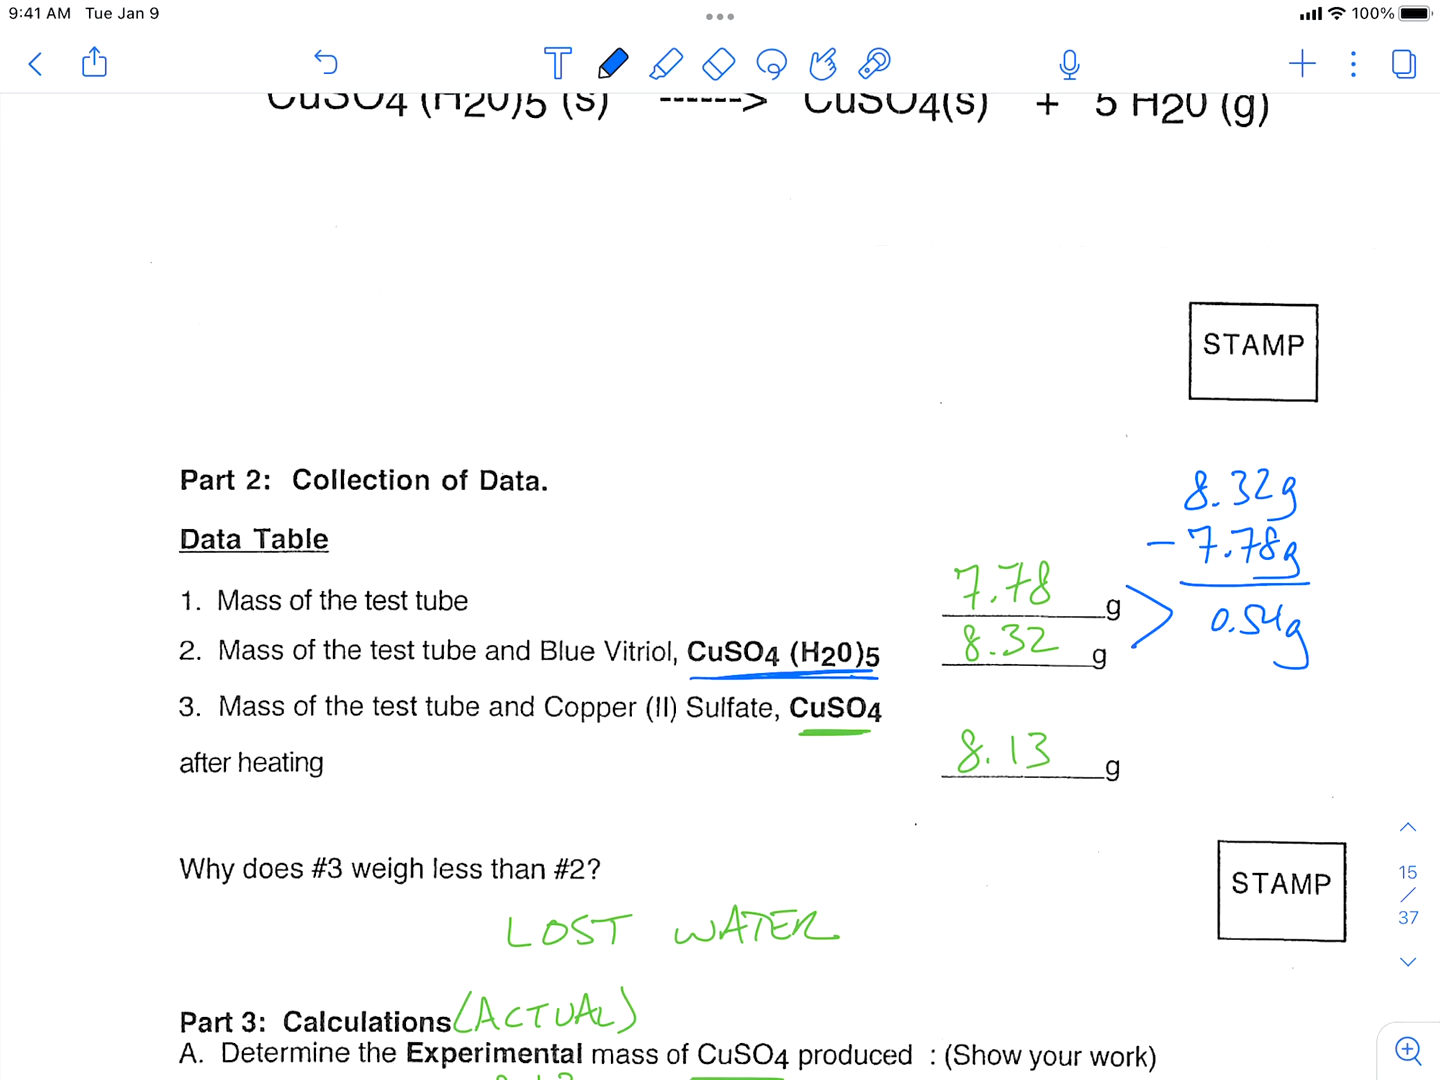 9:41 AM Tue Jan 9
100%
CuSO4 (H20)5 (s) ------> CuSO4(s) + 5 H20 (g)
STAMP
Part 2: Collection of Data.
8.32g
Data Table
- 7.78g
1. Mass of the test tube 7.78 g
0.54g
2. Mass of the test tube and Blue Vitriol, CuSO4 (H20)5 8.32 g
3. Mass of the test tube and Copper (II) Sulfate, CuSO4
after heating 8.13 g
Why does #3 weigh less than #2?
STAMP
15
/
37
LOST WATER
Part 3: Calculations (ACTUAL)
A. Determine the Experimental mass of CuSO4 produced : (Show your work)